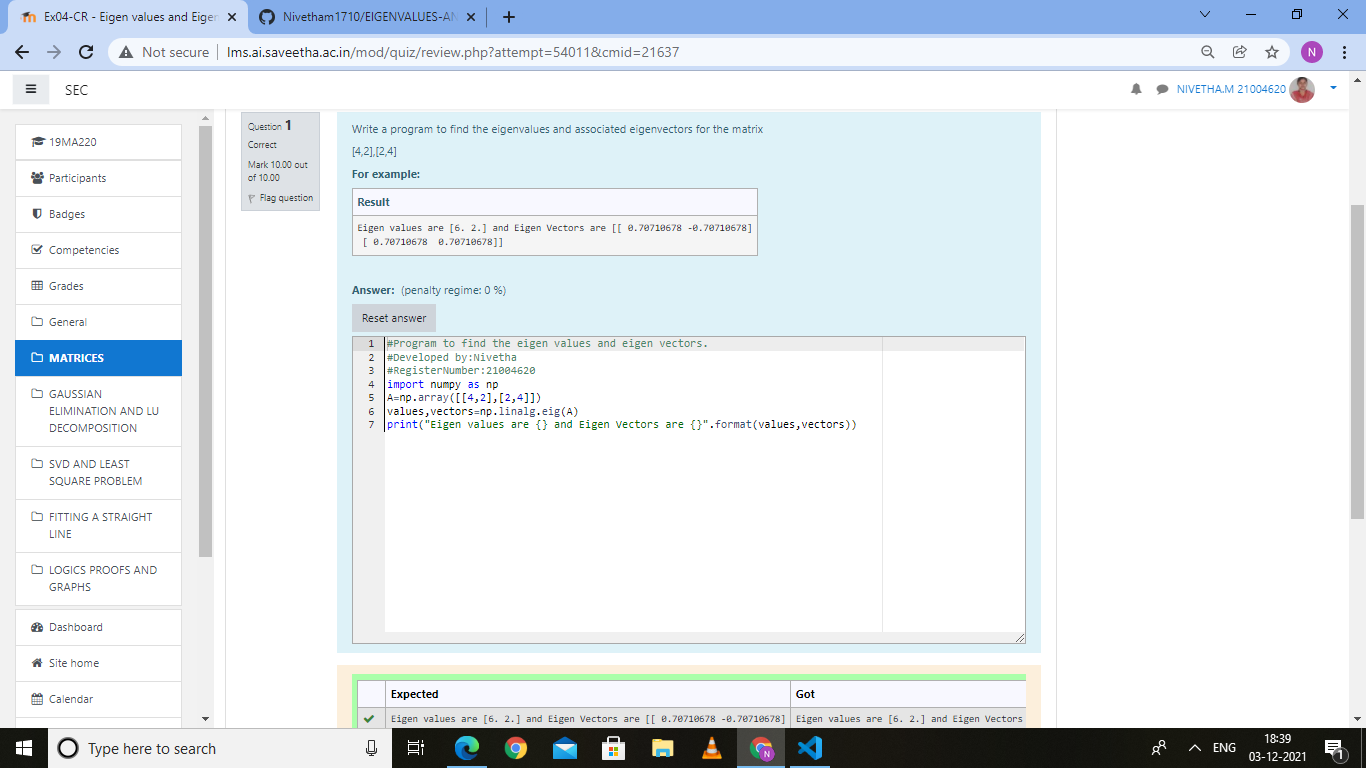 Ex04-CR - Eigen values and Eigen
Nivetham1710/EIGENVALUES-AN
Not secure
lms.ai.saveetha.ac.in/mod/quiz/review.php?attempt=54011&cmid=21637
N
SEC
NIVETHA.M 21004620
19MA220
Participants
Badges
Competencies
Grades
General
MATRICES
GAUSSIAN
ELIMINATION AND LU
DECOMPOSITION
SVD AND LEAST
SQUARE PROBLEM
FITTING A STRAIGHT
LINE
LOGICS PROOFS AND
GRAPHS
Dashboard
Site home
Calendar
Question 1
Correct
Mark 10.00 out
of 10.00
Flag question
Write a program to find the eigenvalues and associated eigenvectors for the matrix
[4,2],[2,4]
For example:
Result
Eigen values are [6. 2.] and Eigen Vectors are [[ 0.70710678 -0.70710678]
[ 0.70710678  0.70710678]]
Answer: (penalty regime: 0 %)
Reset answer
1 #Program to find the eigen values and eigen vectors.
2 #Developed by:Nivetha
3 #RegisterNumber:21004620
4 import numpy as np
5 A=np.array([[4,2],[2,4]])
6 values,vectors=np.linalg.eig(A)
7 print("Eigen values are {} and Eigen Vectors are {}".format(values,vectors))
Expected Got
Eigen values are [6. 2.] and Eigen Vectors are [[ 0.70710678 -0.70710678] Eigen values are [6. 2.] and Eigen Vectors
Type here to search
N
ENG
18:39
03-12-2021
1